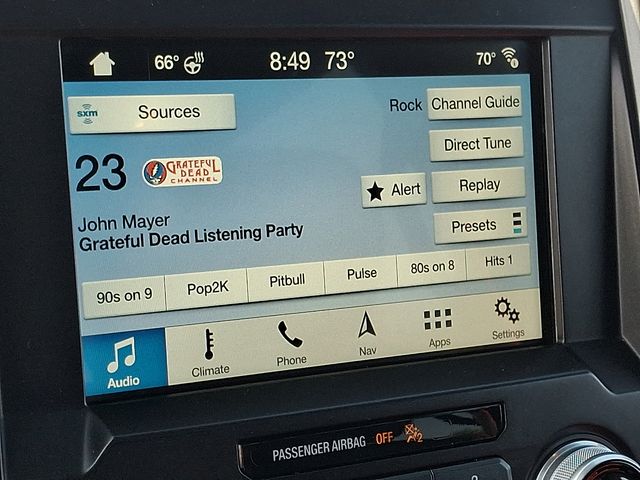 66° 8:49 73° 70°
sxm Sources
Rock Channel Guide
Direct Tune
23 GRATEFUL DEAD CHANNEL
Alert Replay
John Mayer
Presets
Grateful Dead Listening Party
90s on 9 Pop2K Pitbull Pulse 80s on 8 Hits 1
Audio Climate Phone Nav Apps Settings
PASSENGER AIRBAG OFF 2